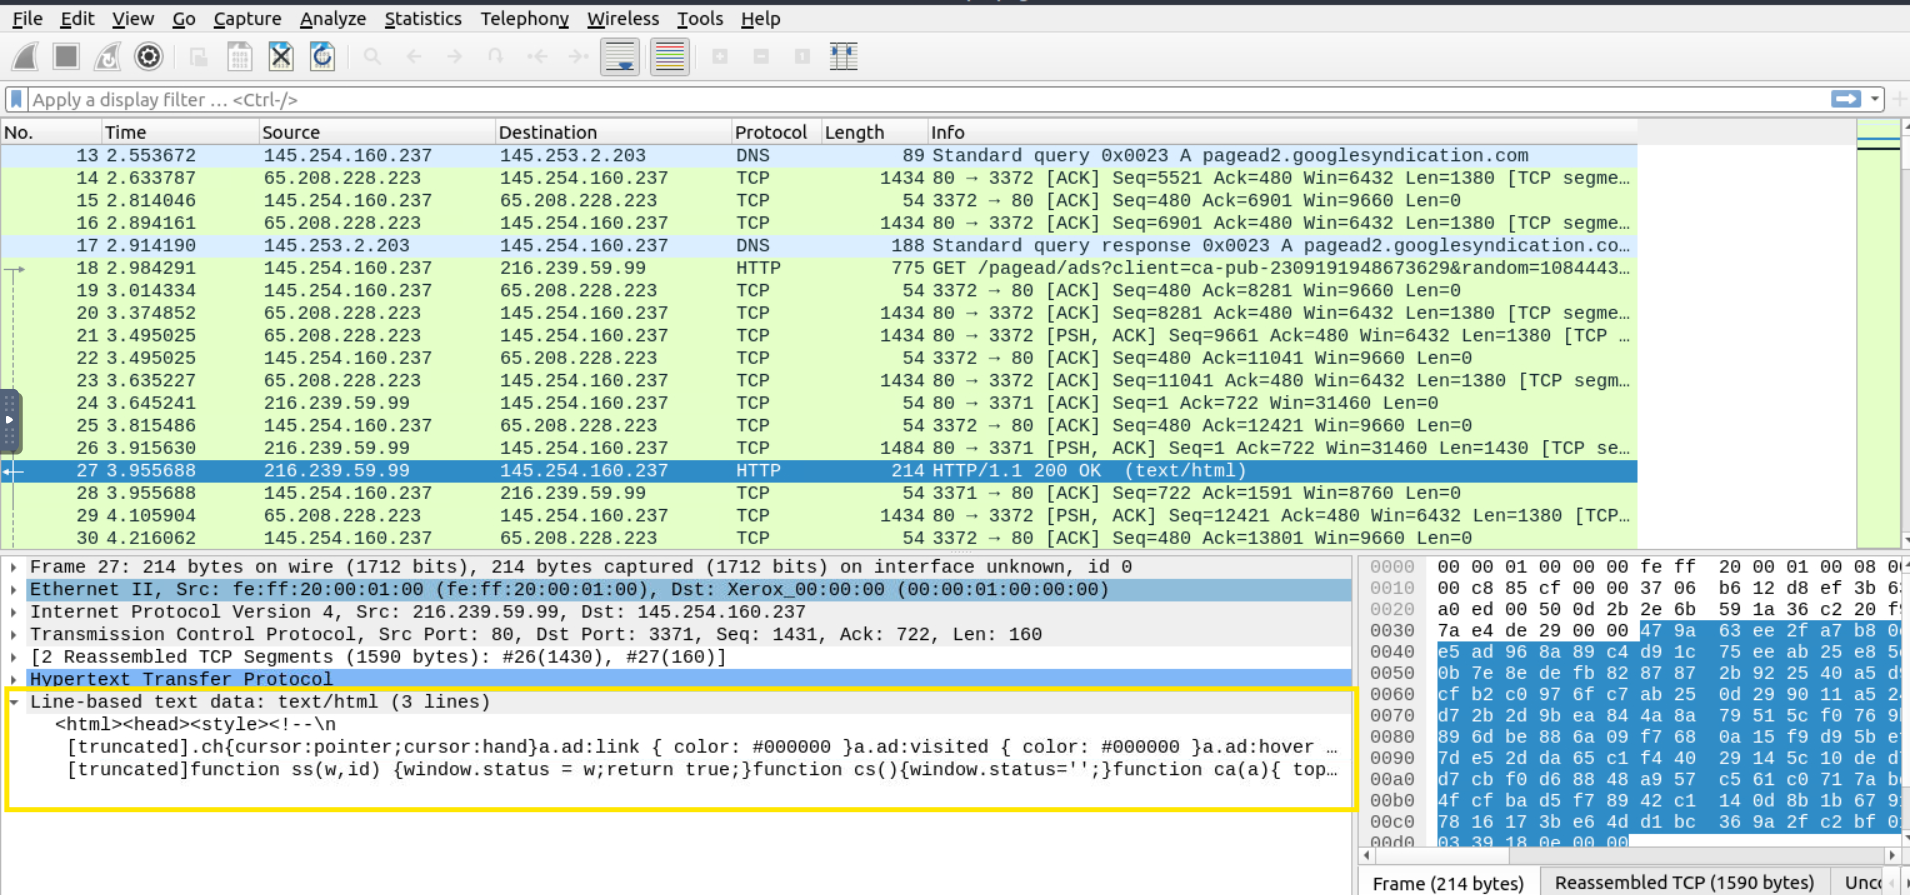 File Edit View Go Capture Analyze Statistics Telephony Wireless Tools Help
Apply a display filter … <Ctrl-/>
No. Time Source Destination Protocol Length Info
13 2.553672 145.254.160.237 145.253.2.203 DNS 89 Standard query 0x0023 A pagead2.googlesyndication.com
14 2.633787 65.208.228.223 145.254.160.237 TCP 1434 80 → 3372 [ACK] Seq=5521 Ack=480 Win=6432 Len=1380 [TCP segme…
15 2.814046 145.254.160.237 65.208.228.223 TCP 54 3372 → 80 [ACK] Seq=480 Ack=6901 Win=9660 Len=0
16 2.894161 65.208.228.223 145.254.160.237 TCP 1434 80 → 3372 [ACK] Seq=6901 Ack=480 Win=6432 Len=1380 [TCP segme…
17 2.914190 145.253.2.203 145.254.160.237 DNS 188 Standard query response 0x0023 A pagead2.googlesyndication.co…
18 2.984291 145.254.160.237 216.239.59.99 HTTP 775 GET /pagead/ads?client=ca-pub-2309191948673629&random=1084443…
19 3.014334 145.254.160.237 65.208.228.223 TCP 54 3372 → 80 [ACK] Seq=480 Ack=8281 Win=9660 Len=0
20 3.374852 65.208.228.223 145.254.160.237 TCP 1434 80 → 3372 [ACK] Seq=8281 Ack=480 Win=6432 Len=1380 [TCP segme…
21 3.495025 65.208.228.223 145.254.160.237 TCP 1434 80 → 3372 [PSH, ACK] Seq=9661 Ack=480 Win=6432 Len=1380 [TCP …
22 3.495025 145.254.160.237 65.208.228.223 TCP 54 3372 → 80 [ACK] Seq=480 Ack=11041 Win=9660 Len=0
23 3.635227 65.208.228.223 145.254.160.237 TCP 1434 80 → 3372 [ACK] Seq=11041 Ack=480 Win=6432 Len=1380 [TCP segm…
24 3.645241 216.239.59.99 145.254.160.237 TCP 54 80 → 3371 [ACK] Seq=1 Ack=722 Win=31460 Len=0
25 3.815486 145.254.160.237 65.208.228.223 TCP 54 3372 → 80 [ACK] Seq=480 Ack=12421 Win=9660 Len=0
26 3.915630 216.239.59.99 145.254.160.237 TCP 1484 80 → 3371 [PSH, ACK] Seq=1 Ack=722 Win=31460 Len=1430 [TCP se…
27 3.955688 216.239.59.99 145.254.160.237 HTTP 214 HTTP/1.1 200 OK (text/html)
28 3.955688 145.254.160.237 216.239.59.99 TCP 54 3371 → 80 [ACK] Seq=722 Ack=1591 Win=8760 Len=0
29 4.105904 65.208.228.223 145.254.160.237 TCP 1434 80 → 3372 [PSH, ACK] Seq=12421 Ack=480 Win=6432 Len=1380 [TCP…
30 4.216062 145.254.160.237 65.208.228.223 TCP 54 3372 → 80 [ACK] Seq=480 Ack=13801 Win=9660 Len=0
Frame 27: 214 bytes on wire (1712 bits), 214 bytes captured (1712 bits) on interface unknown, id 0
Ethernet II, Src: fe:ff:20:00:01:00 (fe:ff:20:00:01:00), Dst: Xerox_00:00:00 (00:00:01:00:00:00)
Internet Protocol Version 4, Src: 216.239.59.99, Dst: 145.254.160.237
Transmission Control Protocol, Src Port: 80, Dst Port: 3371, Seq: 1431, Ack: 722, Len: 160
[2 Reassembled TCP Segments (1590 bytes): #26(1430), #27(160)]
Hypertext Transfer Protocol
Line-based text data: text/html (3 lines)
<html><head><style><!--\n
[truncated].ch{cursor:pointer;cursor:hand}a.ad:link { color: #000000 }a.ad:visited { color: #000000 }a.ad:hover …
[truncated]function ss(w,id) {window.status = w;return true;}function cs(){window.status='';}function ca(a){ top…
0000 00 00 01 00 00 00 fe ff 20 00 01 00 08 0
0010 00 c8 85 cf 00 00 37 06 b6 12 d8 ef 3b 6
0020 a0 ed 00 50 0d 2b 2e 6b 59 1a 36 c2 20 f
0030 7a e4 de 29 00 00 47 9a 63 ee 2f a7 b8 0
0040 e5 ad 96 8a 89 c4 d9 1c 75 ee ab 25 e8 5
0050 0b 7e 8e de fb 82 87 87 2b 92 25 40 a5 d
0060 cf b2 c0 97 6f c7 ab 25 0d 29 90 11 a5 2
0070 d7 2b 2d 9b ea 84 4a 8a 79 51 5c f0 76 9
0080 89 6d be 88 6a 09 f7 68 0a 15 f9 d9 5b e
0090 7d e5 2d da 65 c1 f4 40 29 14 5c 10 de d
00a0 d7 cb f0 d6 88 48 a9 57 c5 61 c0 71 7a b
00b0 4f cf ba d5 f7 89 42 c1 14 0d 8b 1b 67 9
00c0 78 16 17 3b e6 4d d1 bc 36 9a 2f c2 bf 0
00d0 03 39 18 0e 00 00
Frame (214 bytes) Reassembled TCP (1590 bytes) Unc